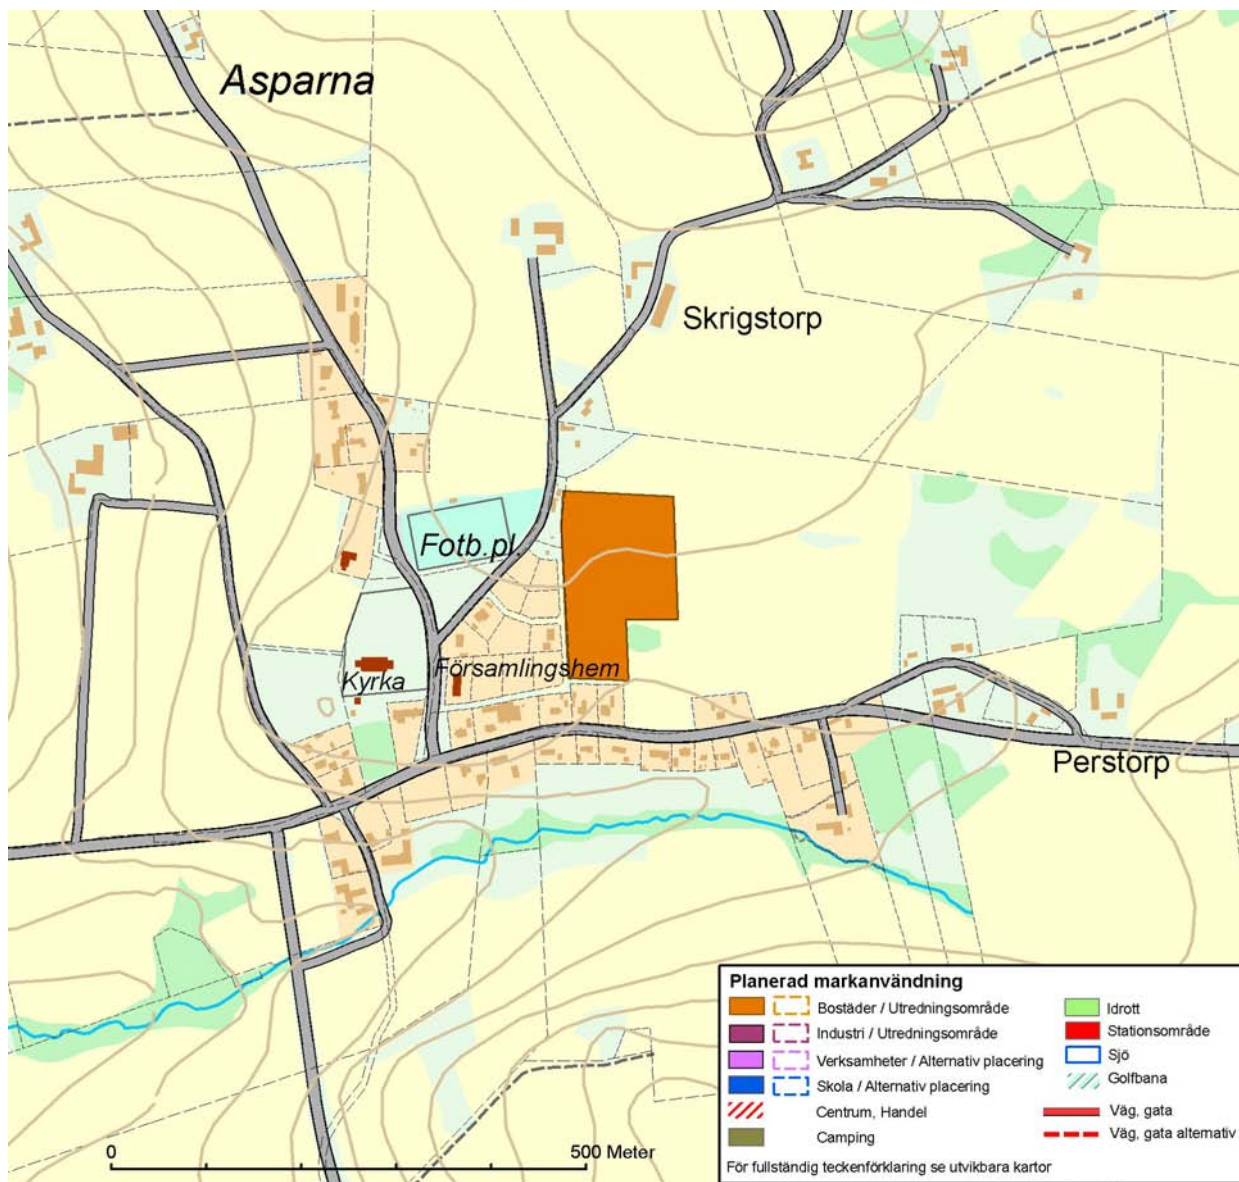 Asparna
Skrigstorp
Fotb.pl.
Församlingshem
Kyrka
Perstorp
Planerad markanvändning
Bostäder / Utredningsområde
Industri / Utredningsområde
Verksamheter / Alternativ placering
Skola / Alternativ placering
Centrum, Handel
Camping
Idrott
Stationsområde
Sjö
Golfbana
Väg, gata
Väg, gata alternativ
För fullständig teckenförklaring se utvikbara kartor
0 500 Meter